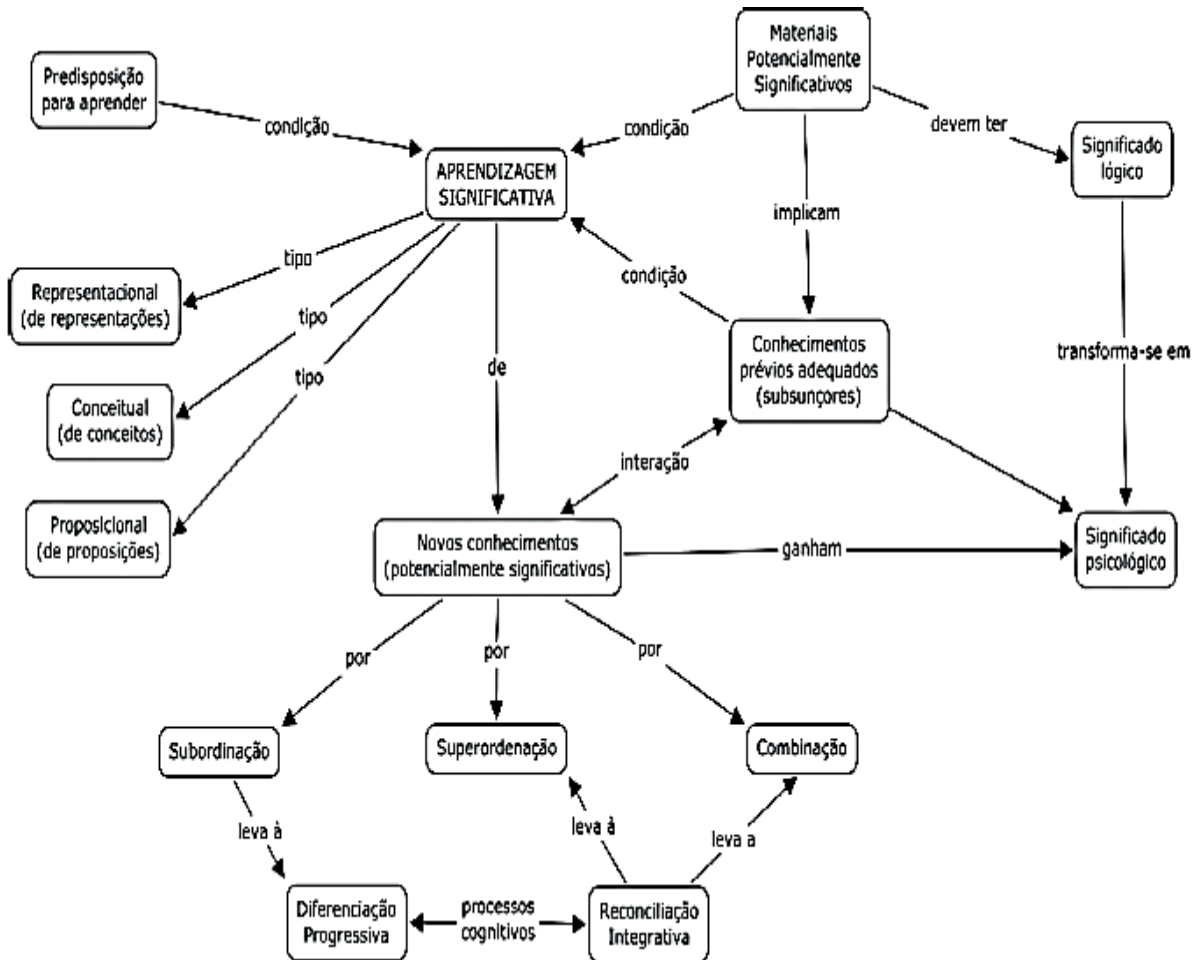 Materiais
Potencialmente
Significativos
Predisposição
para aprender
condição
condição
devem ter
Significado
lógico
APRENDIZAGEM
SIGNIFICATIVA
implicam
tipo
condição
Representacional
(de representações)
tipo
Conhecimentos
prévios adequados
(subsunçores)
transforma-se em
de
tipo
Conceitual
(de conceitos)
interação
Proposicional
(de proposições)
Novos conhecimentos
(potencialmente significativos)
ganham
Significado
psicológico
por
por
por
Subordinação
Superordenação
Combinação
leva à
leva à
leva a
Diferenciação
Progressiva
processos
cognitivos
Reconciliação
Integrativa